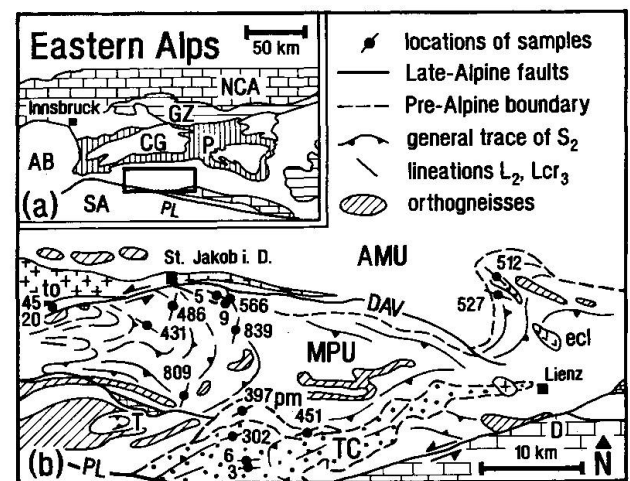 Eastern Alps
50 km
NCA
Innsbruck
GZ
CG
P
AB
(a)
SA
PL
locations of samples
Late-Alpine faults
Pre-Alpine boundary
general trace of S2
lineations L2, Lcr3
orthogneisses
St. Jakob i. D.
AMU
512
to
45
20
5
566
486
9
DAV
527
431
839
ecl
MPU
809
Lienz
397
pm
451
T
302
TC
D
6
3
(b)
PL
10 km
N